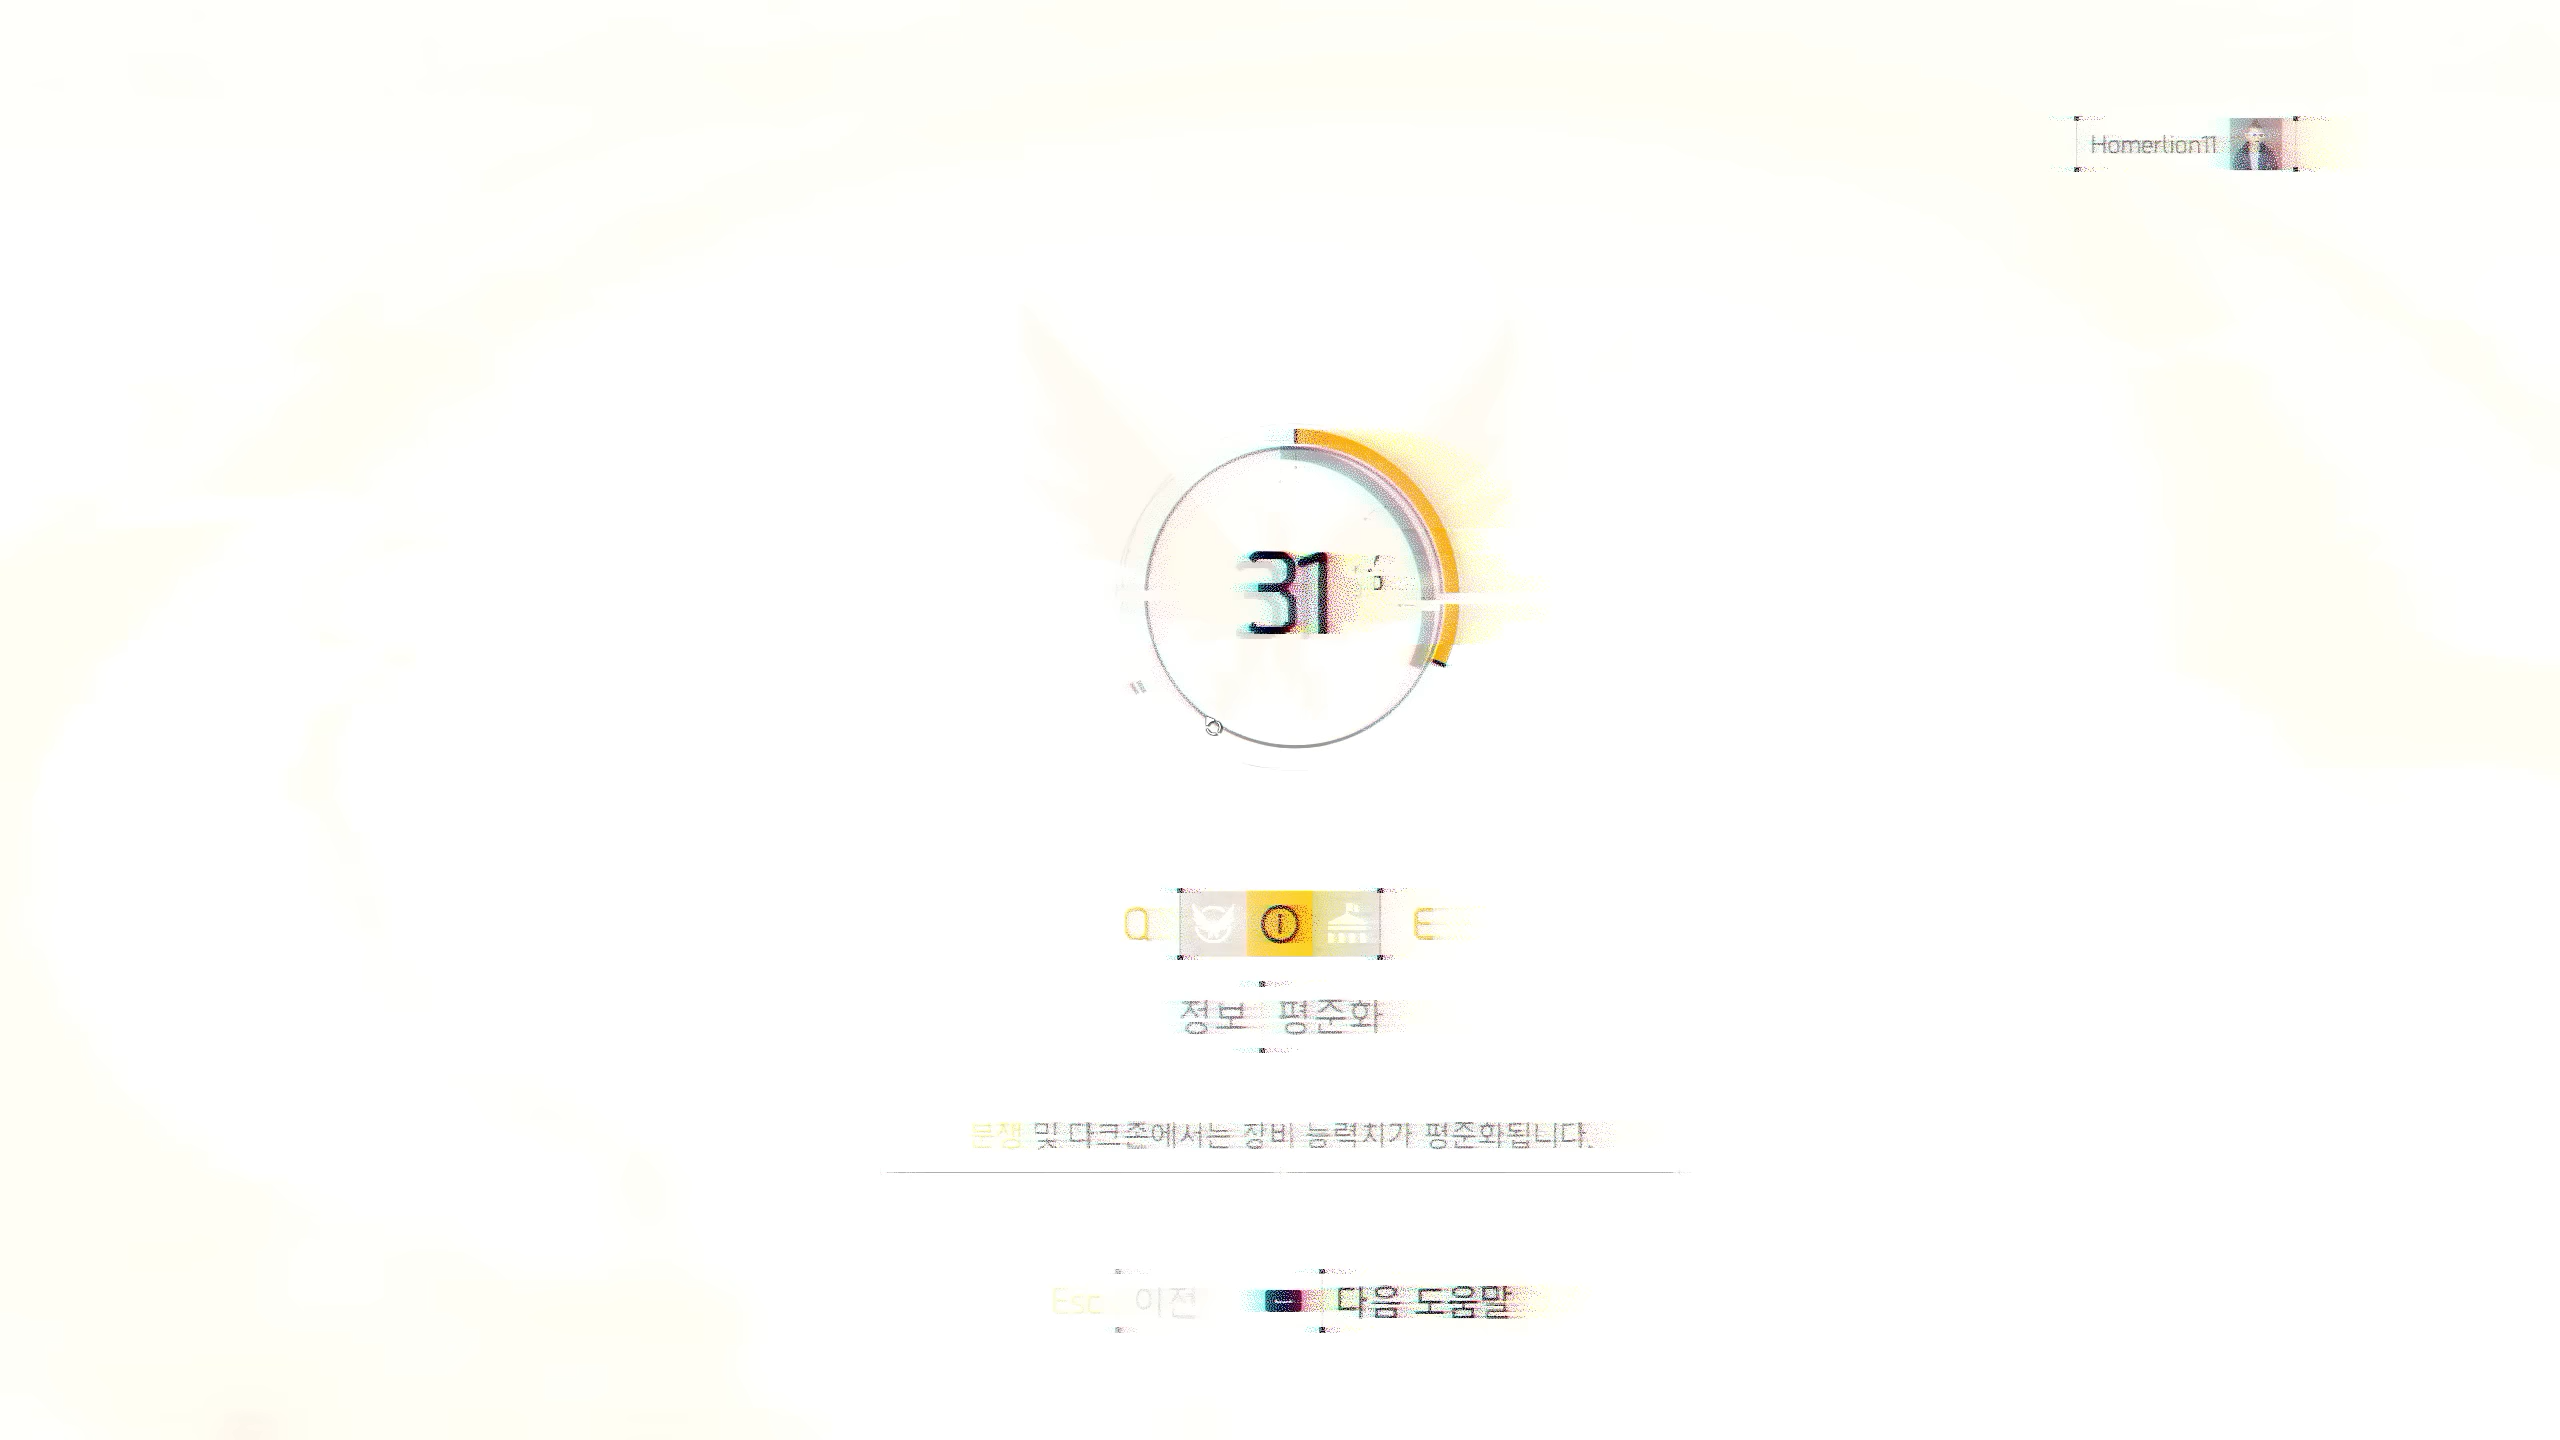 Homerlion11
31 %
Q E
정보 평준화
분쟁 및 다크존에서는 장비 능력치가 평준화됩니다.
Esc 이전 다음 도움말